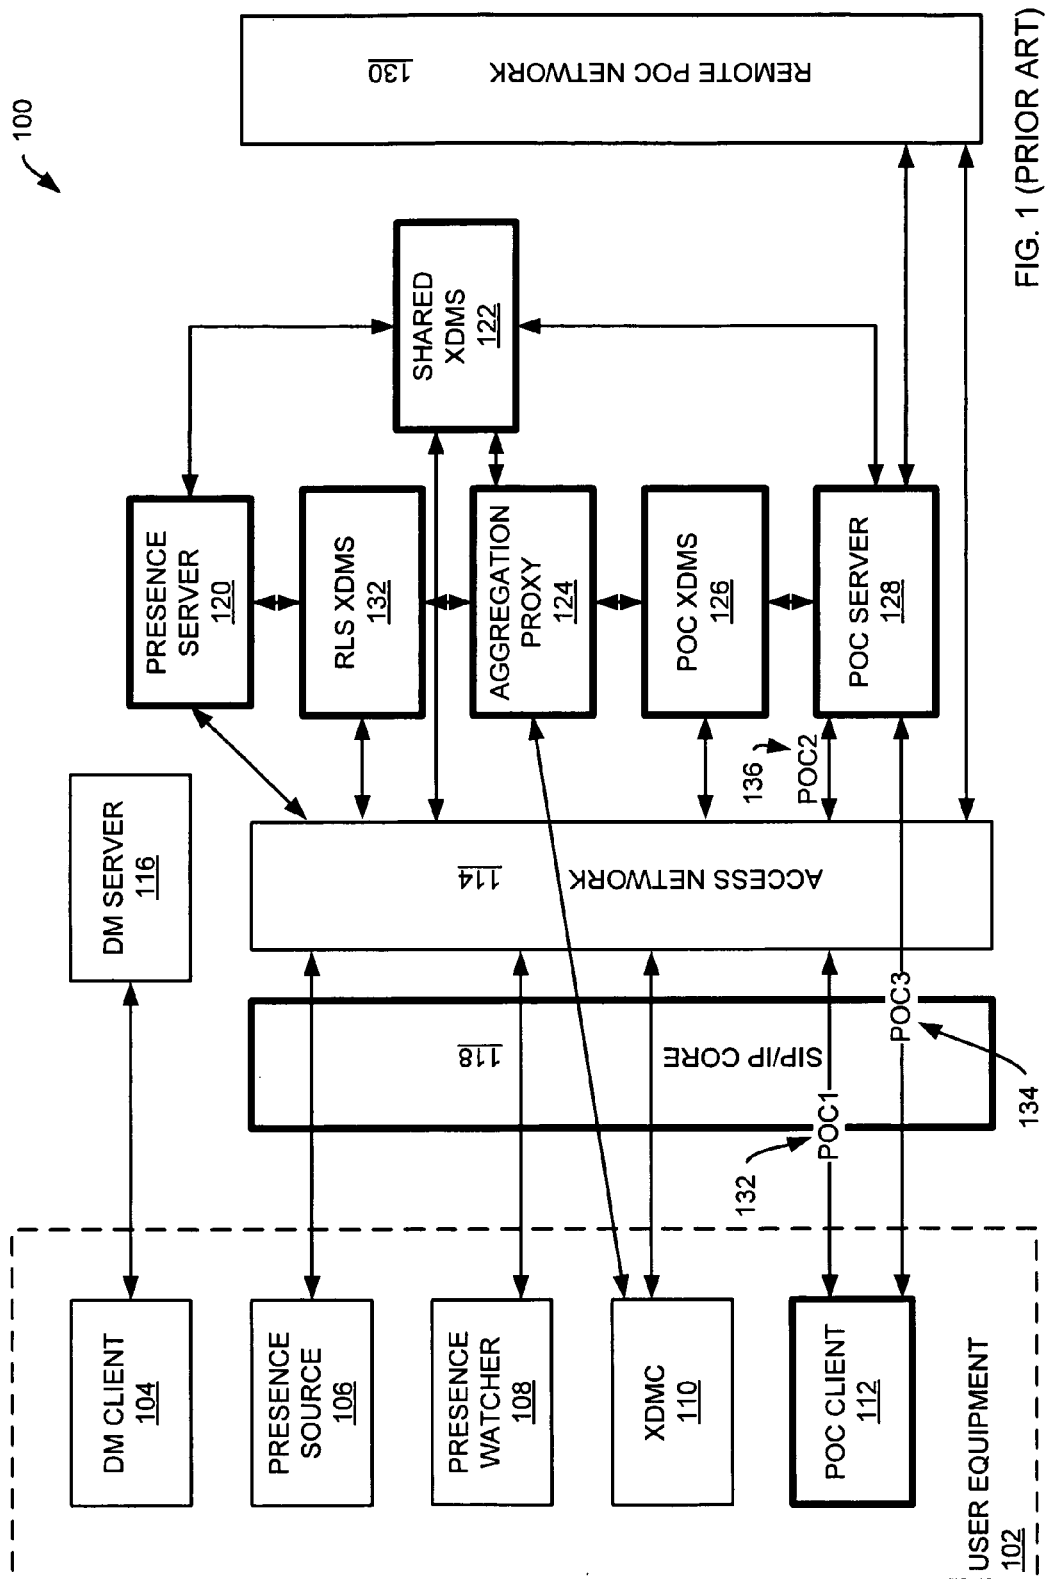 100
DM CLIENT
104
PRESENCE
SOURCE
106
PRESENCE
WATCHER
108
XDMC
110
POC CLIENT
112
USER EQUIPMENT
102
DM SERVER
116
SIP/IP CORE
118
ACCESS NETWORK
114
132
POC1
POC3
134
136
POC2
PRESENCE
SERVER
120
RLS XDMS
132
AGGREGATION
PROXY
124
POC XDMS
126
POC SERVER
128
SHARED
XDMS
122
REMOTE POC NETWORK
130
FIG. 1 (PRIOR ART)